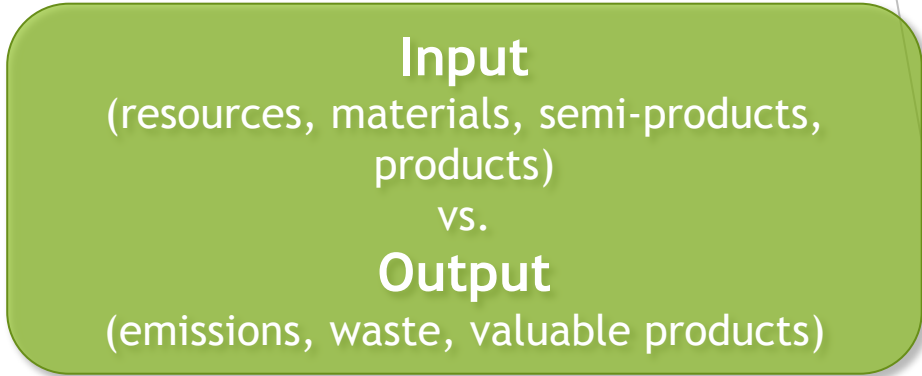 Input
(resources, materials, semi-products,
products)
vs.
Output
(emissions, waste, valuable products)